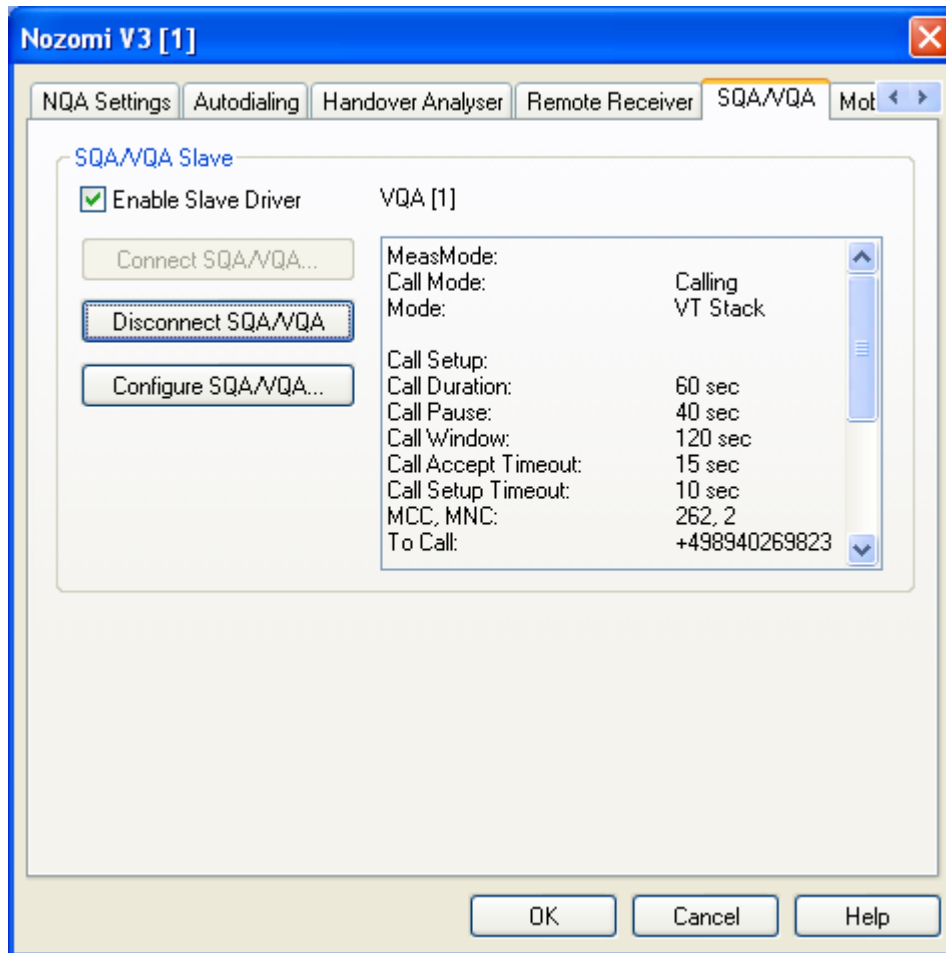 Nozomi V3 [1]
NQA Settings Autodialing Handover Analyser Remote Receiver SQA/VQA Mot
SQA/VQA Slave
Enable Slave Driver VQA [1]
Connect SQA/VQA...
Disconnect SQA/VQA
Configure SQA/VQA...
MeasMode:
Call Mode: Calling
Mode: VT Stack
Call Setup:
Call Duration: 60 sec
Call Pause: 40 sec
Call Window: 120 sec
Call Accept Timeout: 15 sec
Call Setup Timeout: 10 sec
MCC, MNC: 262, 2
To Call: +498940269823
OK Cancel Help